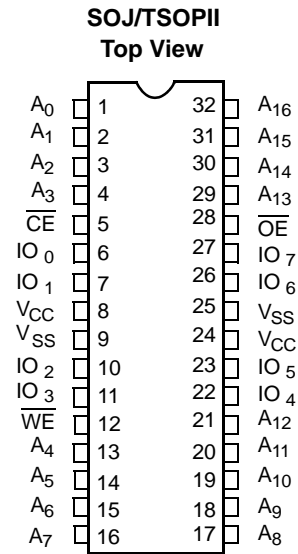 SOJ/TSOPII
Top View
A0 1 32 A16
A1 2 31 A15
A2 3 30 A14
A3 4 29 A13
CE 5 28 OE
IO 0 6 27 IO 7
IO 1 7 26 IO 6
VCC 8 25 VSS
VSS 9 24 VCC
IO 2 10 23 IO 5
IO 3 11 22 IO 4
WE 12 21 A12
A4 13 20 A11
A5 14 19 A10
A6 15 18 A9
A7 16 17 A8